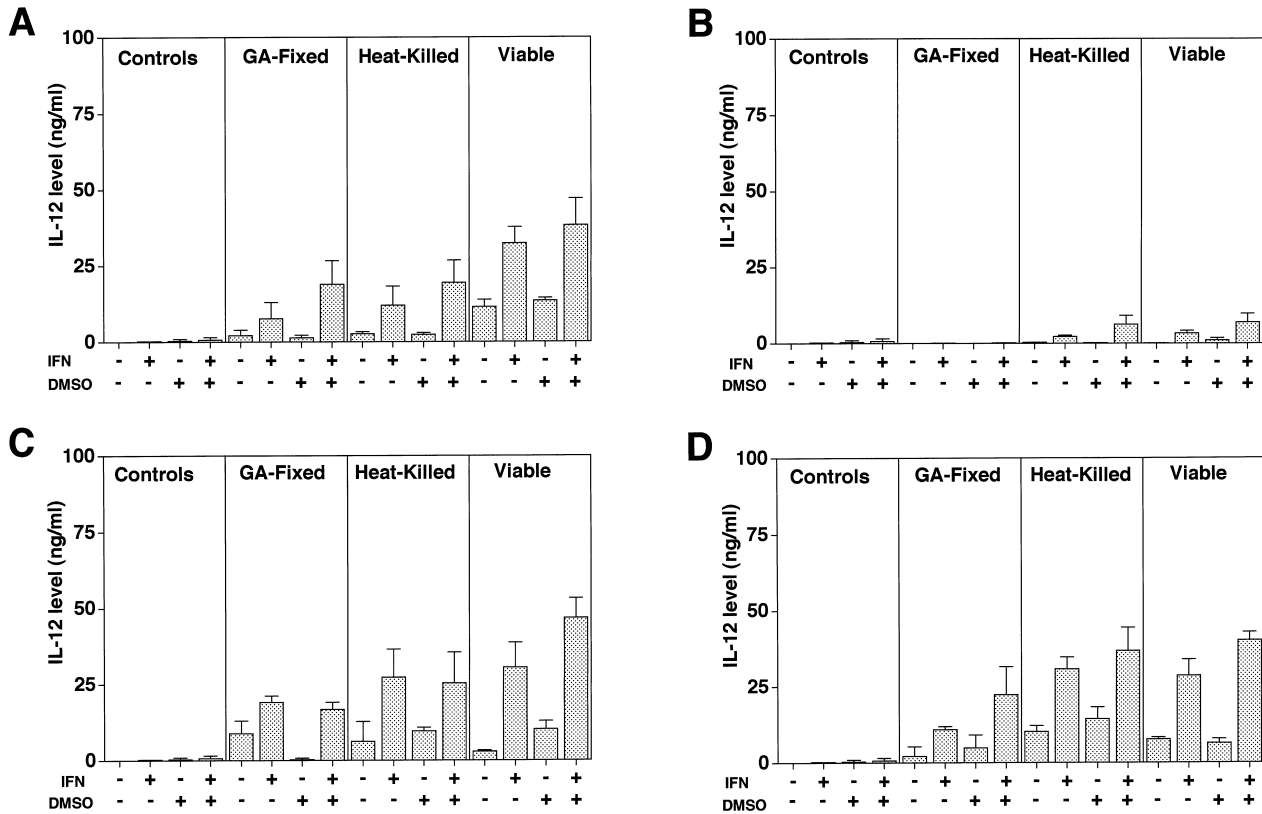 A
IL-12 level (ng/ml)
100
75
50
25
0
Controls GA-Fixed Heat-Killed Viable
IFN - + - + - + - + - + - + - + - +
DMSO - - + + - - + + - - + + - - + +
B
IL-12 level (ng/ml)
100
75
50
25
0
Controls GA-Fixed Heat-Killed Viable
IFN - + - + - + - + - + - + - + - +
DMSO - - + + - - + + - - + + - - + +
C
IL-12 level (ng/ml)
100
75
50
25
0
Controls GA-Fixed Heat-Killed Viable
IFN - + - + - + - + - + - + - + - +
DMSO - - + + - - + + - - + + - - + +
D
IL-12 level (ng/ml)
100
75
50
25
0
Controls GA-Fixed Heat-Killed Viable
IFN - + - + - + - + - + - + - + - +
DMSO - - + + - - + + - - + + - - + +